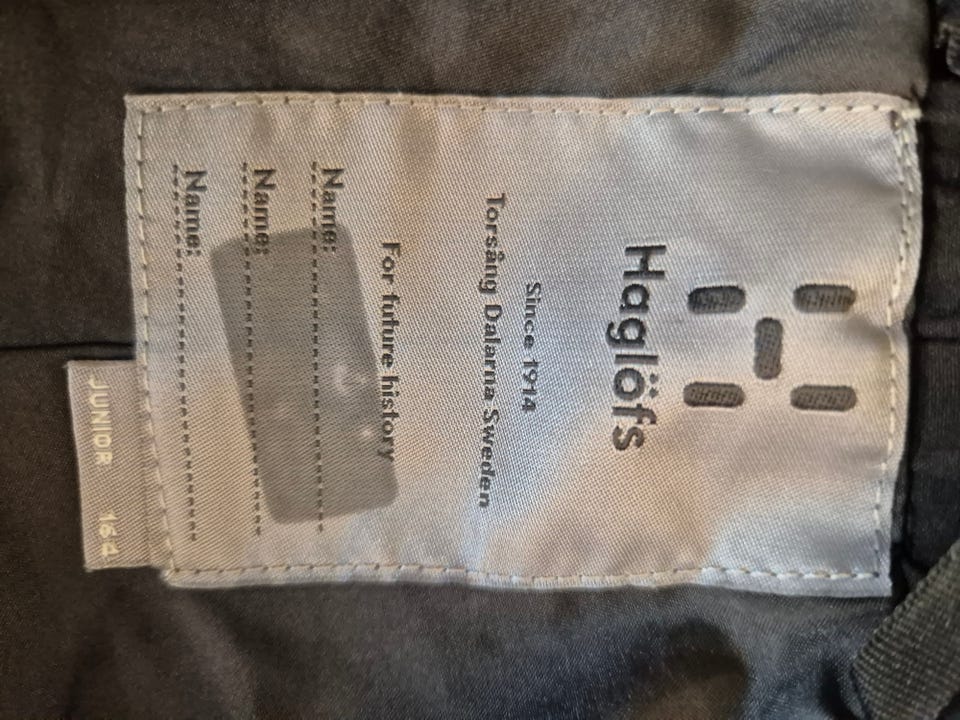 Haglöfs
Since 1914
Torsång Dalarna Sweden
For future history
Name:
Name:
Name:
JUNIOR 164